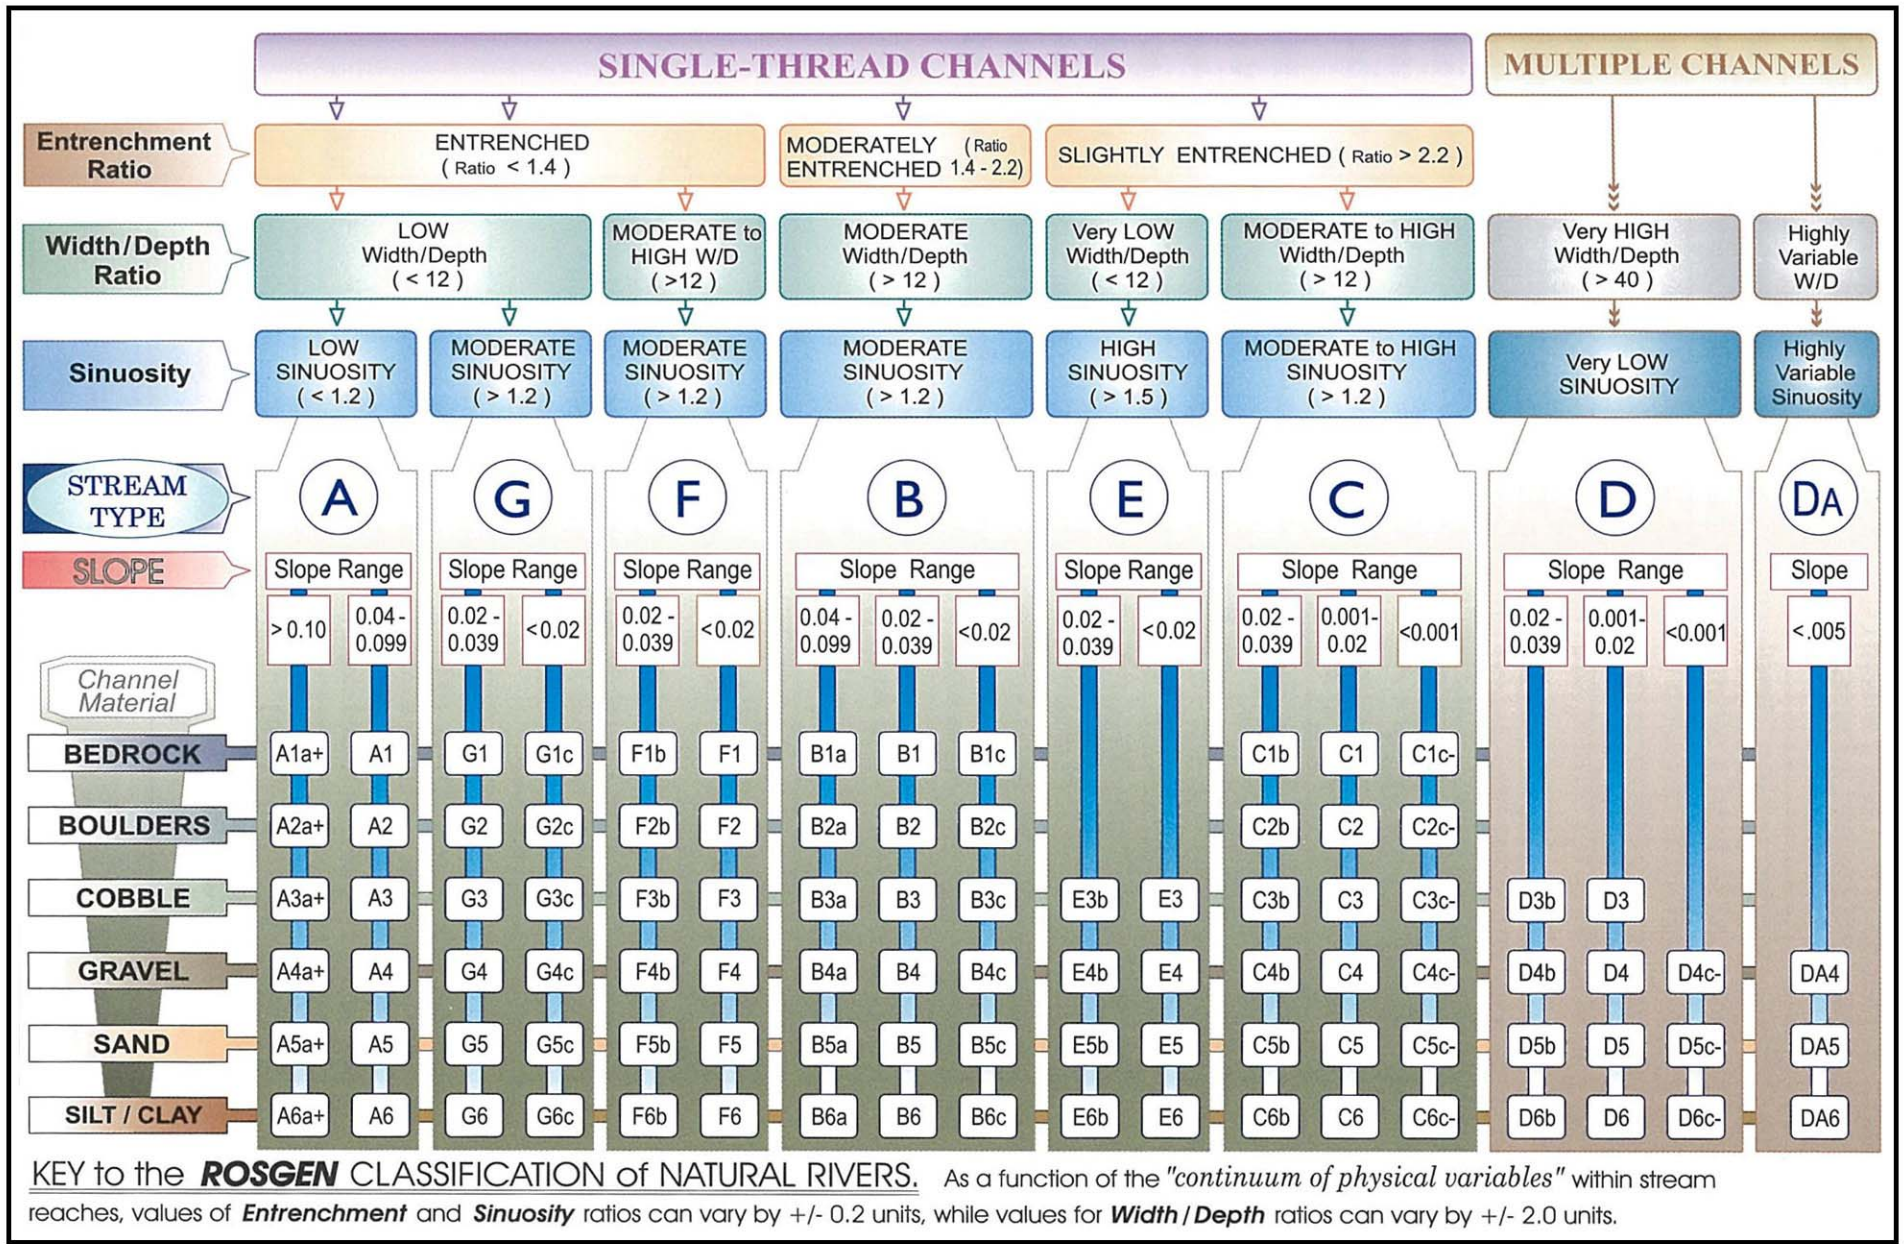 SINGLE-THREAD CHANNELS
MULTIPLE CHANNELS
Entrenchment
Ratio
ENTRENCHED
( Ratio < 1.4 )
MODERATELY ( Ratio
ENTRENCHED 1.4 - 2.2)
SLIGHTLY ENTRENCHED ( Ratio > 2.2 )
Width/Depth
Ratio
LOW
Width/Depth
( < 12 )
MODERATE to
HIGH W/D
( >12 )
MODERATE
Width/Depth
( > 12 )
Very LOW
Width/Depth
( < 12 )
MODERATE to HIGH
Width/Depth
( > 12 )
Very HIGH
Width/Depth
( > 40 )
Highly
Variable
W/D
Sinuosity
LOW
SINUOSITY
( < 1.2 )
MODERATE
SINUOSITY
( > 1.2 )
MODERATE
SINUOSITY
( > 1.2 )
MODERATE
SINUOSITY
( > 1.2 )
HIGH
SINUOSITY
( > 1.5 )
MODERATE to HIGH
SINUOSITY
( > 1.2 )
Very LOW
SINUOSITY
Highly
Variable
Sinuosity
STREAM
TYPE
A G F B E C D DA
SLOPE
Slope Range Slope Range Slope Range Slope Range Slope Range Slope Range Slope Range Slope
> 0.10
0.04 -
0.099
0.02 -
0.039
<0.02
0.02 -
0.039
<0.02
0.04 -
0.099
0.02 -
0.039
<0.02
0.02 -
0.039
<0.02
0.02 -
0.039
0.001-
0.02
<0.001
0.02 -
0.039
0.001-
0.02
<0.001
< .005
Channel
Material
BEDROCK A1a+ A1 G1 G1c F1b F1 B1a B1 B1c C1b C1 C1c-
BOULDERS A2a+ A2 G2 G2c F2b F2 B2a B2 B2c C2b C2 C2c-
COBBLE A3a+ A3 G3 G3c F3b F3 B3a B3 B3c E3b E3 C3b C3 C3c- D3b D3
GRAVEL A4a+ A4 G4 G4c F4b F4 B4a B4 B4c E4b E4 C4b C4 C4c- D4b D4 D4c- DA4
SAND A5a+ A5 G5 G5c F5b F5 B5a B5 B5c E5b E5 C5b C5 C5c- D5b D5 D5c- DA5
SILT / CLAY A6a+ A6 G6 G6c F6b F6 B6a B6 B6c E6b E6 C6b C6 C6c- D6b D6 D6c- DA6
KEY to the ROSGEN CLASSIFICATION of NATURAL RIVERS. As a function of the "continuum of physical variables" within stream
reaches, values of Entrenchment and Sinuosity ratios can vary by +/- 0.2 units, while values for Width / Depth ratios can vary by +/- 2.0 units.